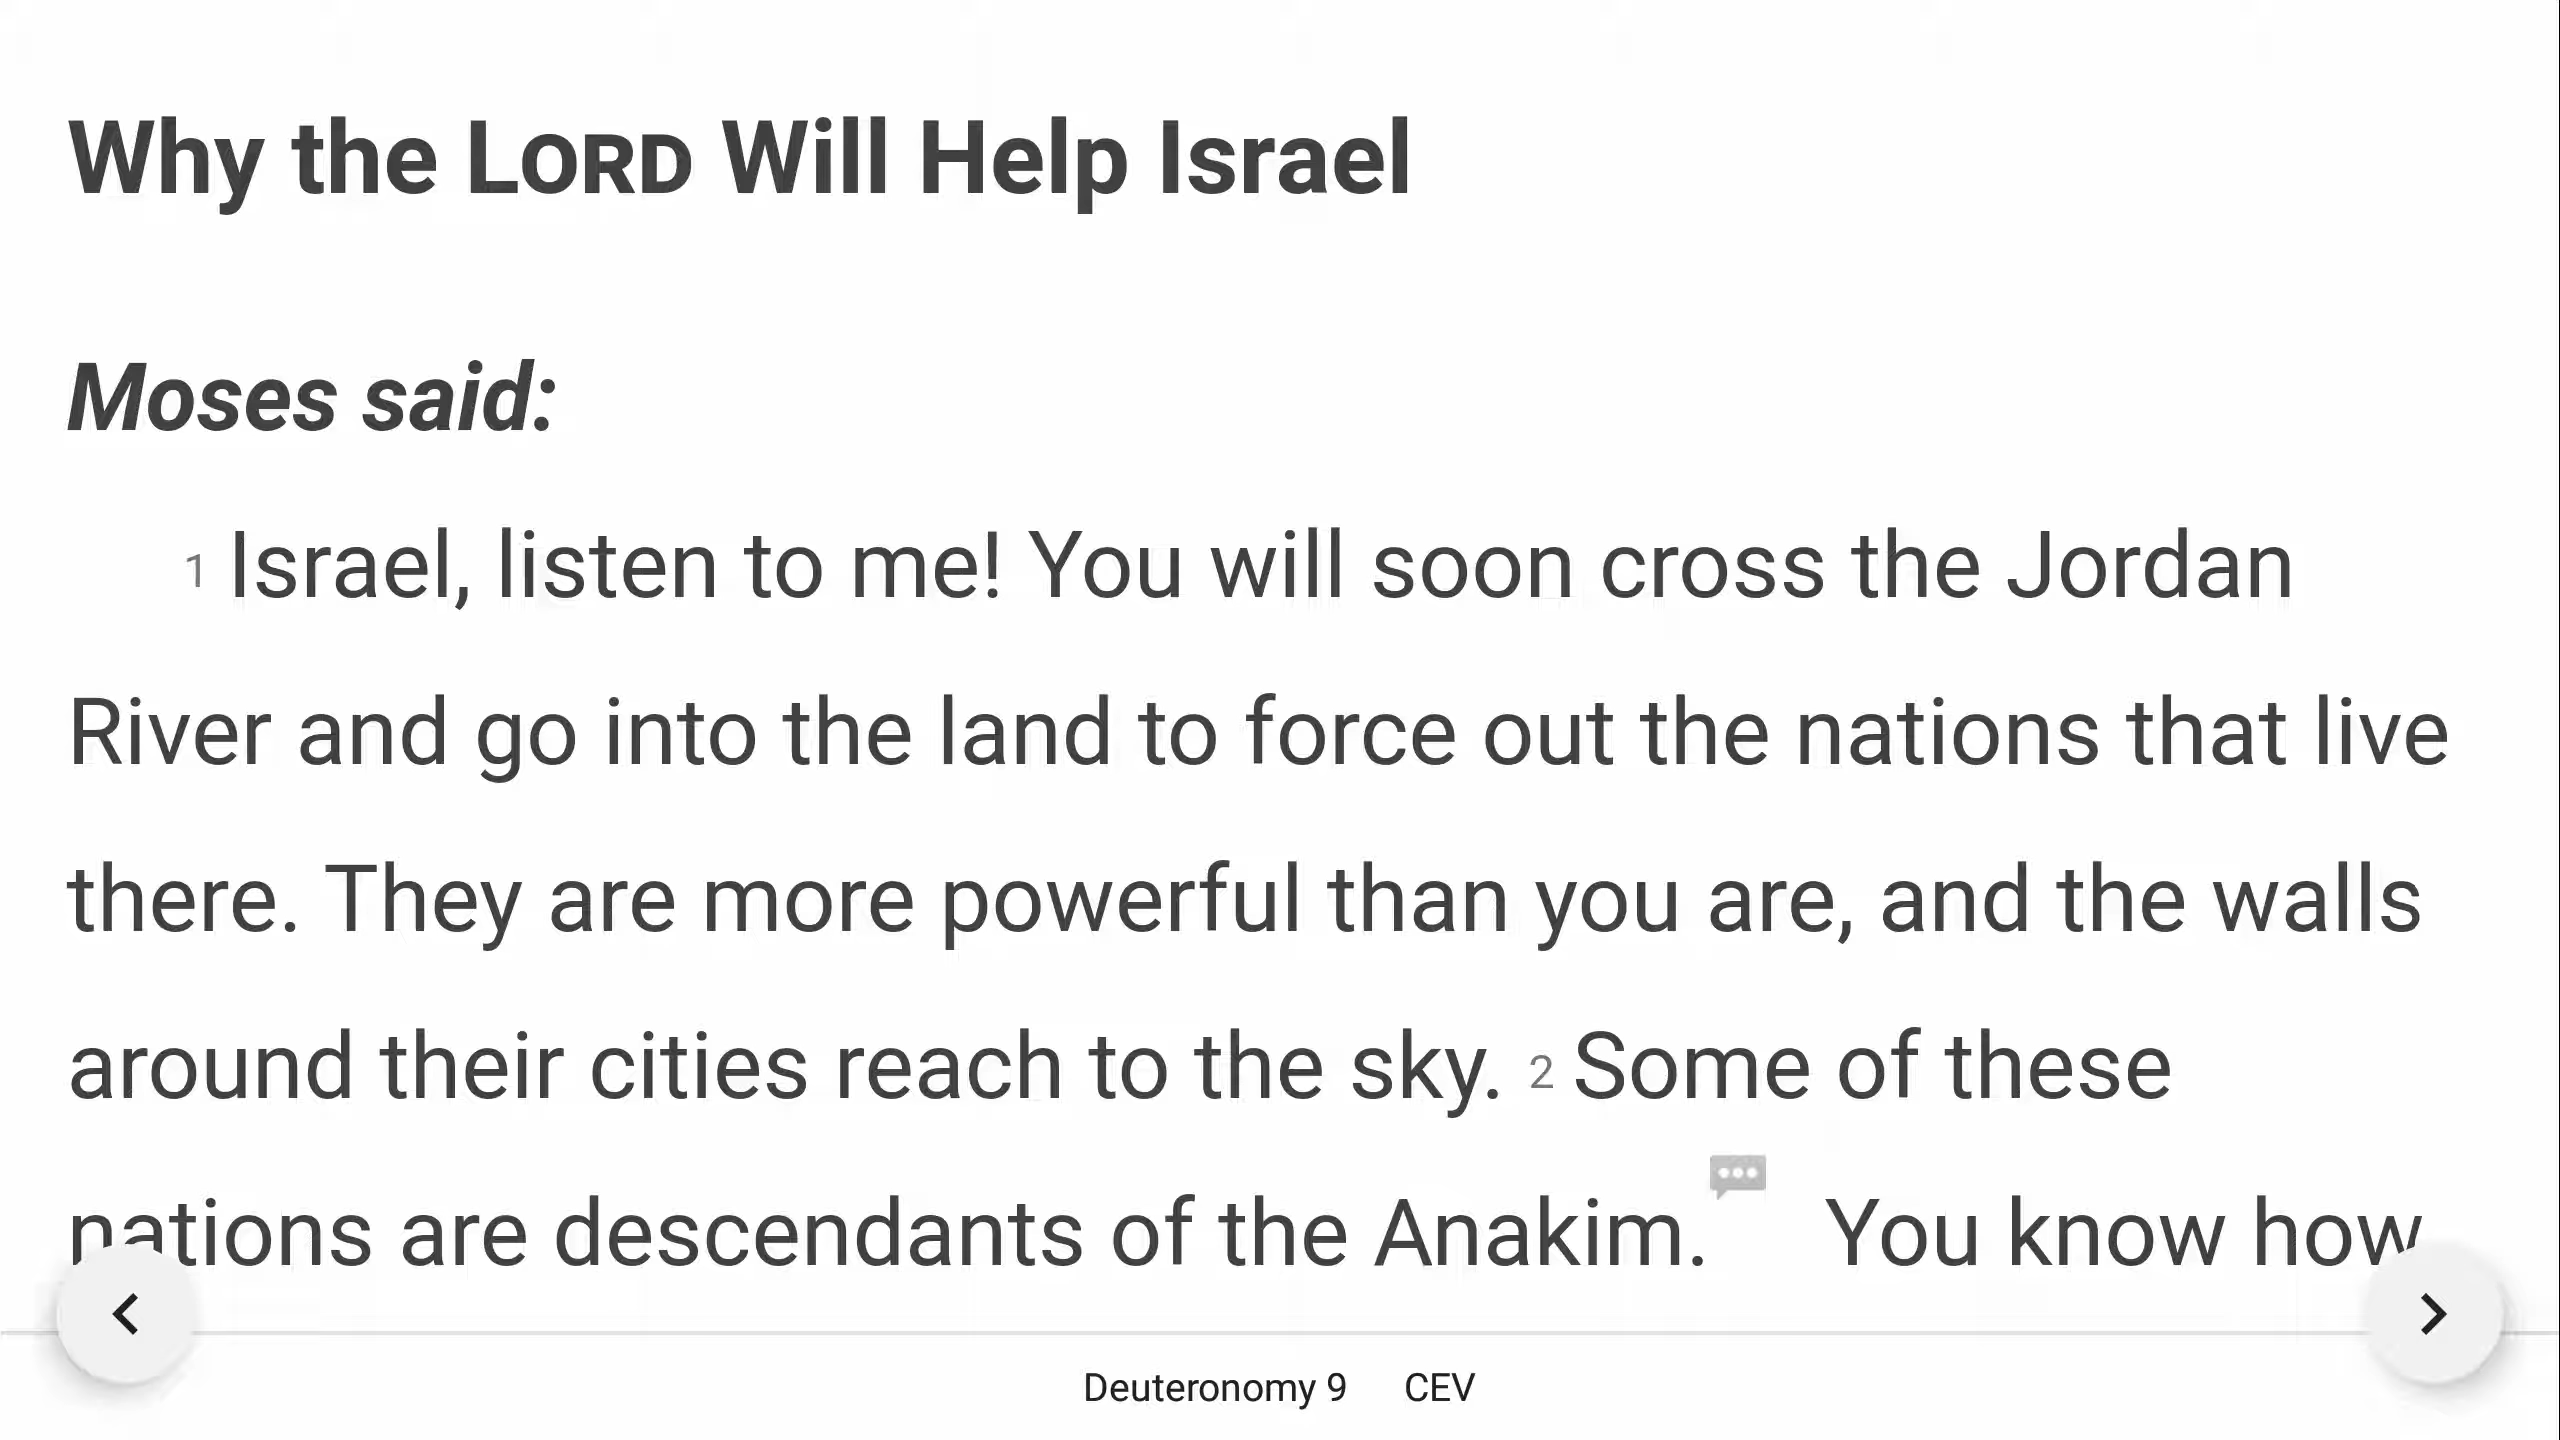 Why the LORD Will Help Israel
Moses said:
1 Israel, listen to me! You will soon cross the Jordan
River and go into the land to force out the nations that live
there. They are more powerful than you are, and the walls
around their cities reach to the sky. 2 Some of these
nations are descendants of the Anakim. You know how
Deuteronomy 9 CEV